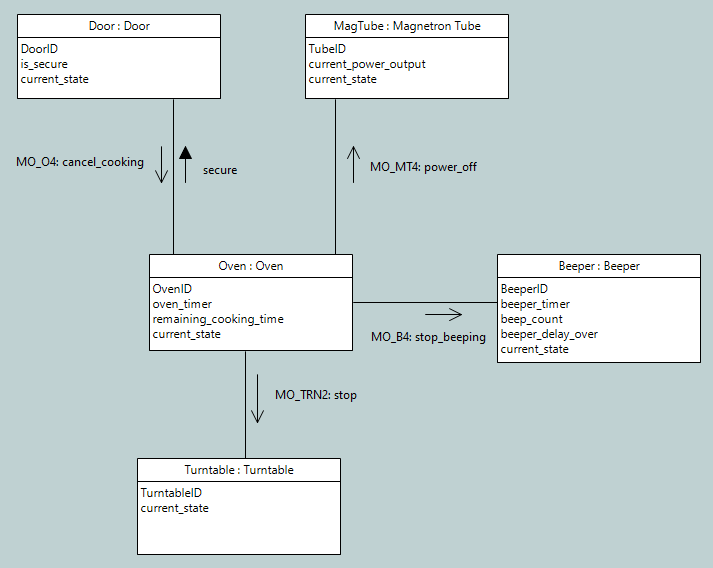 Door : Door
DoorID
is_secure
current_state
MagTube : Magnetron Tube
TubeID
current_power_output
current_state
MO_O4: cancel_cooking
secure
MO_MT4: power_off
Oven : Oven
OvenID
oven_timer
remaining_cooking_time
current_state
Beeper : Beeper
BeeperID
beeper_timer
beep_count
beeper_delay_over
current_state
MO_B4: stop_beeping
MO_TRN2: stop
Turntable : Turntable
TurntableID
current_state